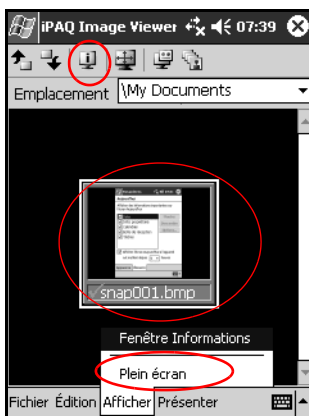 iPAQ Image Viewer 07:39
Emplacement \My Documents
snap001.bmp
Fenêtre Informations
Plein écran
Fichier Édition Afficher Présenter